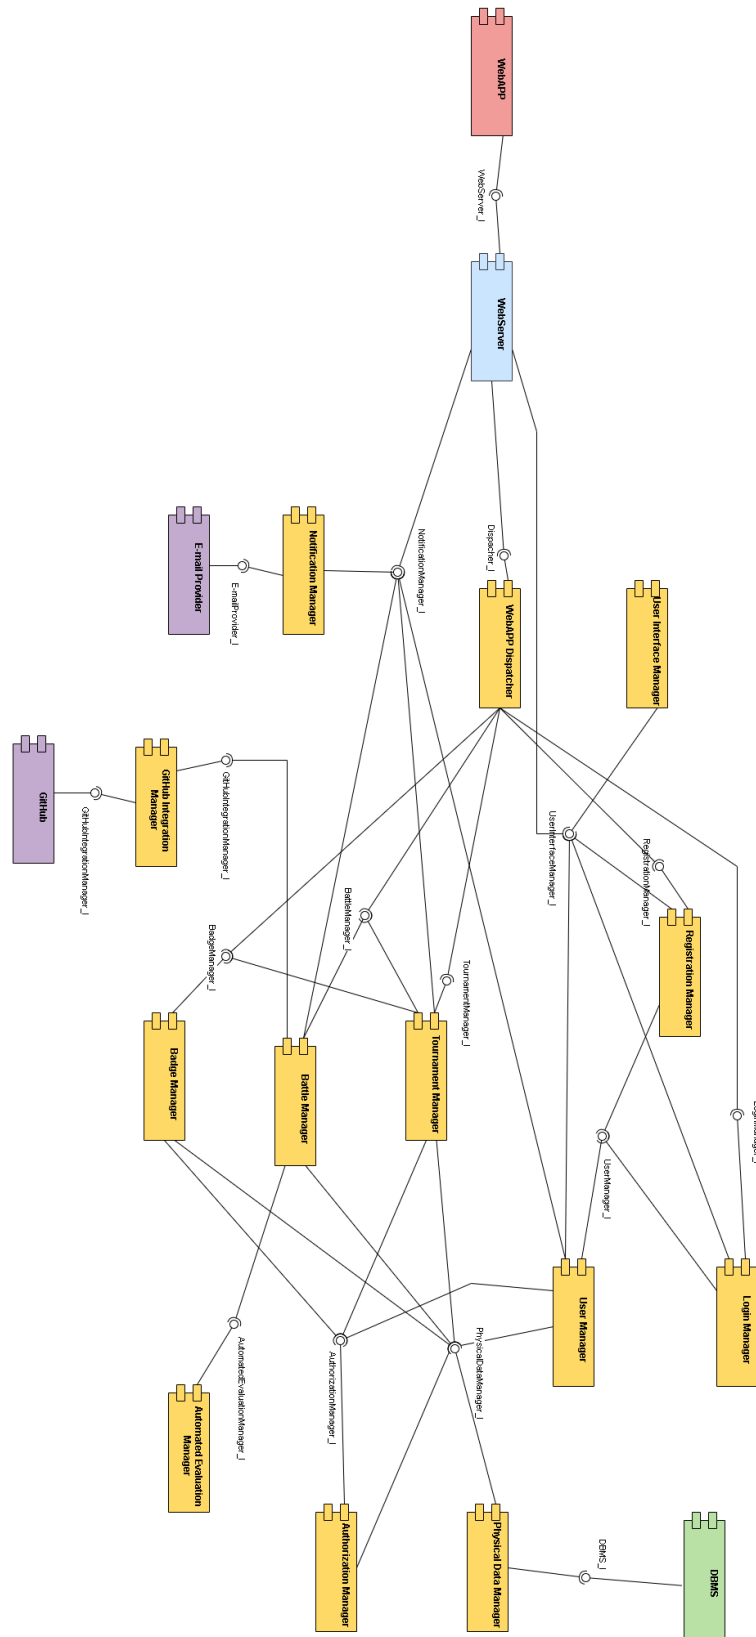 WebAPP
WebServer_I
WebServer
Dispacher_I
NotificationManager_I
E-mail Provider
E-mailProvider_I
Notification Manager
WebAPP Dispatcher
User Interface Manager
GitHub
GitHubIntegrationManager_I
GitHub Integration
Manager
GitHubIntegrationManager_I
UserInterfaceManager_I
RegistrationManager_I
Registration Manager
BattleManager_I
BadgeManager_I
TournamentManager_I
Badge Manager
Battle Manager
Tournament Manager
UserManager_I
LoginManager_I
User Manager
Login Manager
AutomatedEvaluationManager_I
AuthorizationManager_I
PhysicalDataManager_I
Automated Evaluation
Manager
Authorization Manager
Physical Data Manager
DBMS_I
DBMS